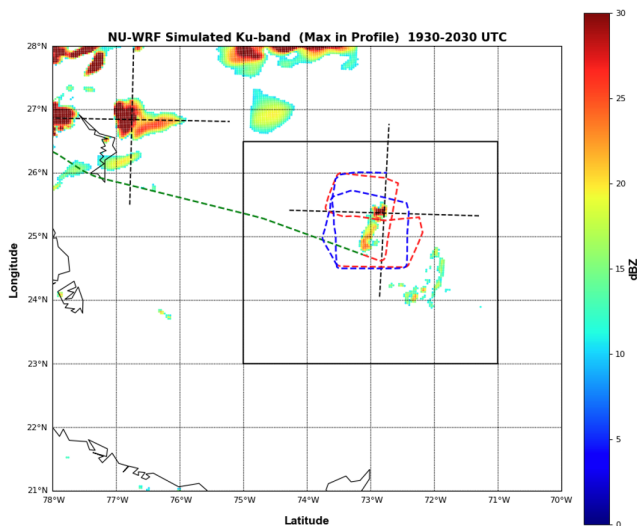 NU-WRF Simulated Ku-band (Max in Profile) 1930-2030 UTC
28°N
27°N
26°N
25°N
24°N
23°N
22°N
21°N
78°W
77°W
76°W
75°W
74°W
73°W
72°W
71°W
70°W
Longitude
Latitude
30
25
20
15
10
5
0
dBZ